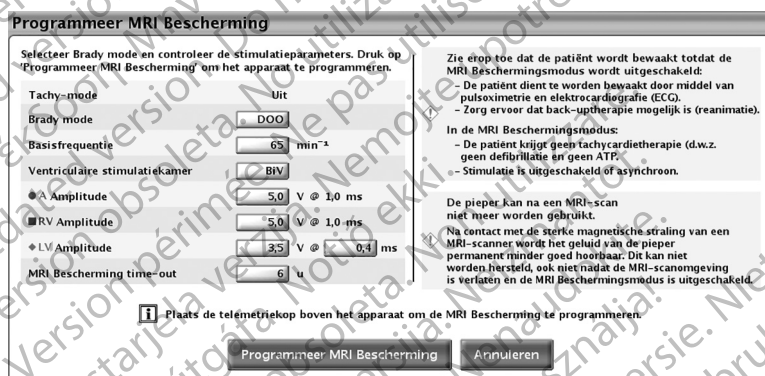 Programmeer MRI Bescherming
Selecteer Brady mode en controleer de stimulatieparameters. Druk op
'Programmeer MRI Bescherming' om het apparaat te programmeren.
Tachy-mode Uit
Brady mode DOO
Basisfrequentie 65 min⁻¹
Ventriculaire stimulatiekamer BiV
A Amplitude 5,0 V @ 1,0 ms
RV Amplitude 5,0 V @ 1,0 ms
LV Amplitude 3,5 V @ 0,4 ms
MRI Bescherming time-out 6 u
Zie erop toe dat de patiënt wordt bewaakt totdat de
MRI Beschermingsmodus wordt uitgeschakeld:
- De patiënt dient te worden bewaakt door middel van
pulsoximetrie en elektrocardiografie (ECG).
- Zorg ervoor dat back-uptherapie mogelijk is (reanimatie).
In de MRI Beschermingsmodus:
- De patiënt krijgt geen tachycardietherapie (d.w.z.
geen defibrillatie en geen ATP.
- Stimulatie is uitgeschakeld of asynchroon.
De pieper kan na een MRI-scan
niet meer worden gebruikt.
Na contact met de sterke magnetische straling van een
MRI-scanner wordt het geluid van de pieper
permanent minder goed hoorbaar. Dit kan niet
worden hersteld, ook niet nadat de MRI-scanomgeving
is verlaten en de MRI Beschermingsmodus is uitgeschakeld.
Plaats de telemetriekop boven het apparaat om de MRI Bescherming te programmeren.
Programmeer MRI Bescherming Annuleren